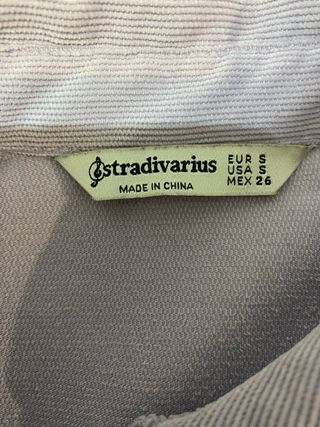 stradivarius
MADE IN CHINA
EUR S
USA S
MEX 26